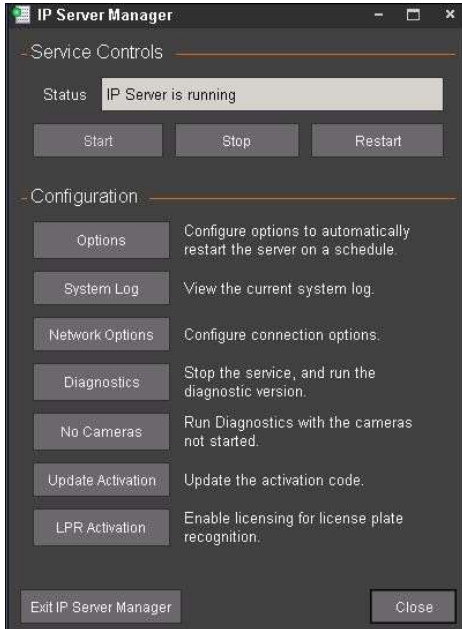 IP Server Manager
Service Controls
Status IP Server is running
Start Stop Restart
Configuration
Options
Configure options to automatically
restart the server on a schedule.
System Log
View the current system log.
Network Options
Configure connection options.
Diagnostics
Stop the service, and run the
diagnostic version.
No Cameras
Run Diagnostics with the cameras
not started.
Update Activation
Update the activation code.
LPR Activation
Enable licensing for license plate
recognition.
Exit IP Server Manager Close